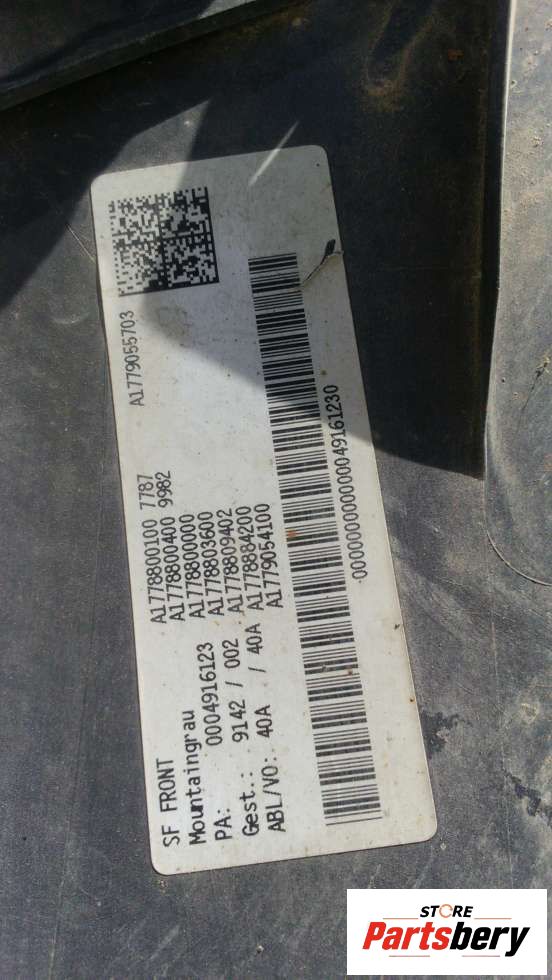 SF FRONT
Mountaingrau
PA: 0004916123
Gest.: 9142 / 002
ABL/VO: 40A / 40A
A1778800100 7787
A1778800400 9982
A1778800000
A1778803600
A1778809402
A1778884200
A1779054100
A1779055703
00000000000000049161230
STORE
Partsbery